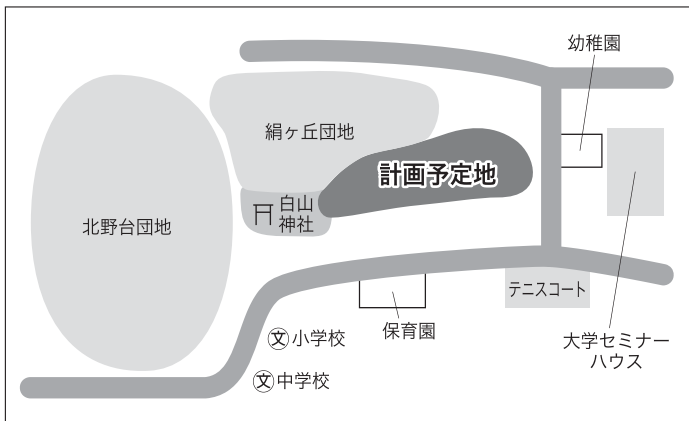 幼稚園
絹ヶ丘団地
計画予定地
白山
神社
北野台団地
テニスコート
保育園
文小学校
文中学校
大学セミナー
ハウス